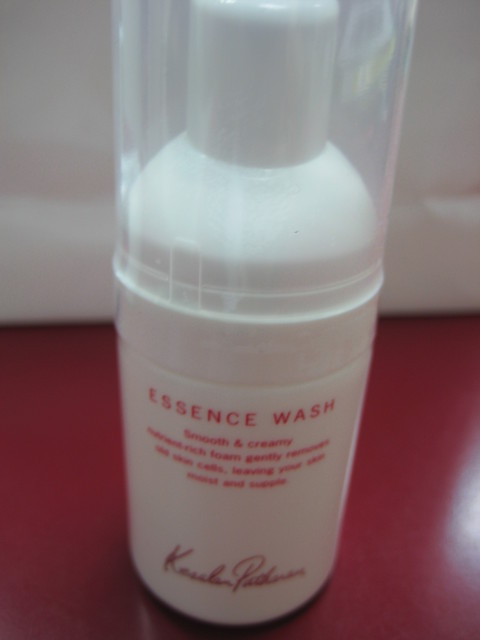 ESSENCE WASH
Smooth & creamy
nutrient-rich foam gently removes
old skin cells, leaving your skin
moist and supple.